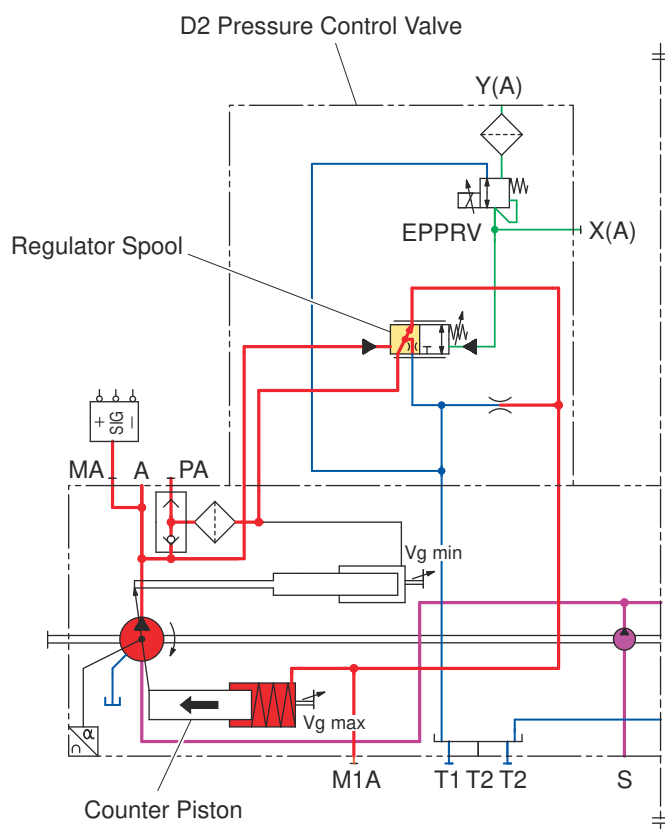 D2 Pressure Control Valve
Y(A)
EPPRV
X(A)
Regulator Spool
+ SIG –
MA A PA
Vg min
Vg max
α
M1A T1 T2 T2 S
Counter Piston